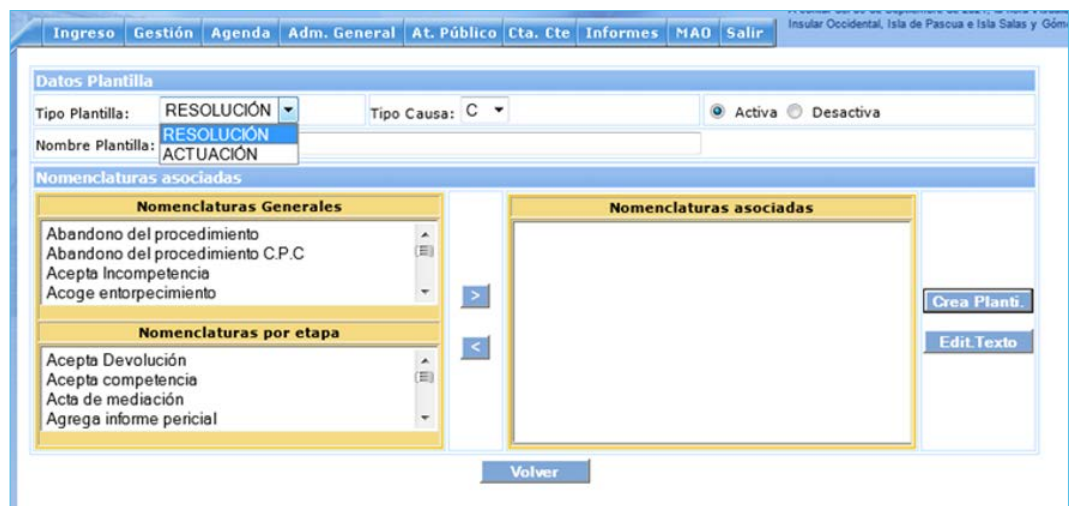 Insular Occidental, Isla de Pascua e Isla Salas y Góm
Ingreso Gestión Agenda Adm. General At. Público Cta. Cte Informes MAO Salir
Datos Plantilla
Tipo Plantilla: RESOLUCIÓN Tipo Causa: C Activa Desactiva
RESOLUCIÓN
Nombre Plantilla:
ACTUACIÓN
Nomenclaturas asociadas
Nomenclaturas Generales
Abandono del procedimiento
Abandono del procedimiento C.P.C
Acepta Incompetencia
Acoge entorpecimiento
Nomenclaturas por etapa
Acepta Devolución
Acepta competencia
Acta de mediación
Agrega informe pericial
>
<
Nomenclaturas asociadas
Crea Planti.
Edit.Texto
Volver